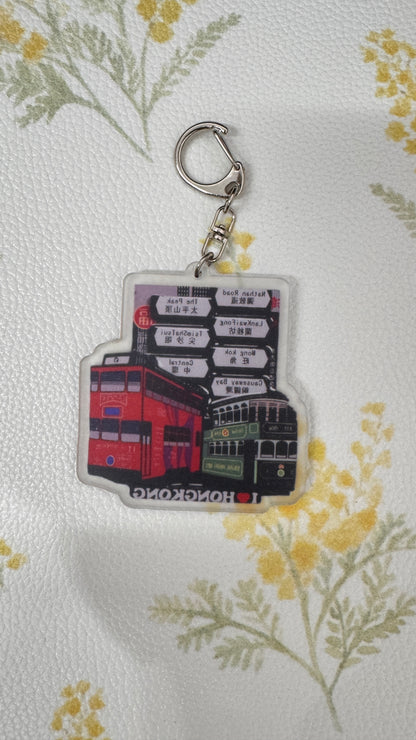 Nathan Road
彌敦道
The Peak
太平山頂
LanKwaiFong
蘭桂坊
TsimShaTsui
尖沙咀
Mong kok
旺角
Central
中環
Causeway Bay
銅鑼灣
福
I ❤ HONGKONG